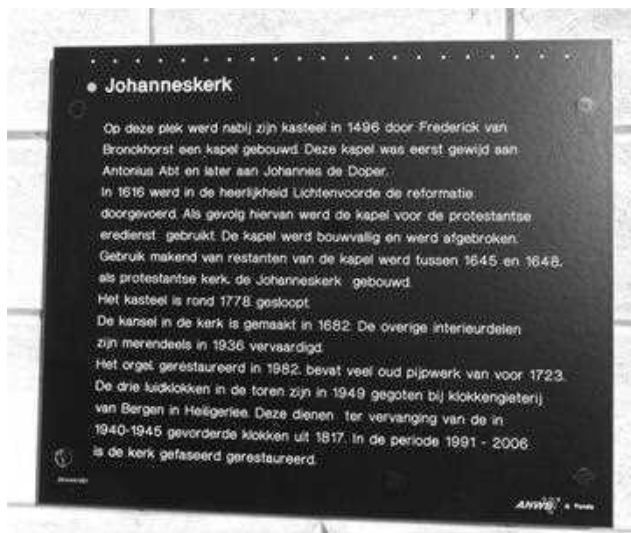 Johanneskerk
Op deze plek werd nabij zijn kasteel in 1496 door Frederick van
Bronckhorst een kapel gebouwd. Deze kapel was eerst gewijd aan
Antonius Abt en later aan Johannes de Doper.
In 1616 werd in de heerlijkheid Lichtenvoorde de reformatie
doorgevoerd. Als gevolg hiervan werd de kapel voor de protestantse
eredienst gebruikt. De kapel werd bouwvallig en werd afgebroken.
Gebruik makend van restanten van de kapel werd tussen 1645 en 1648,
als protestantse kerk, de Johanneskerk gebouwd.
Het kasteel is rond 1778 gesloopt.
De kansel in de kerk is gemaakt in 1682. De overige interieurdelen
zijn merendeels in 1936 vervaardigd.
Het orgel, gerestaureerd in 1982, bevat veel oud pijpwerk van voor 1723.
De drie luidklokken in de toren zijn in 1949 gegoten bij klokkengieterij
van Bergen in Heiligerlee. Deze dienen ter vervanging van de in
1940-1945 gevorderde klokken uit 1817. In de periode 1991 - 2006
is de kerk gefaseerd gerestaureerd.
ANWB